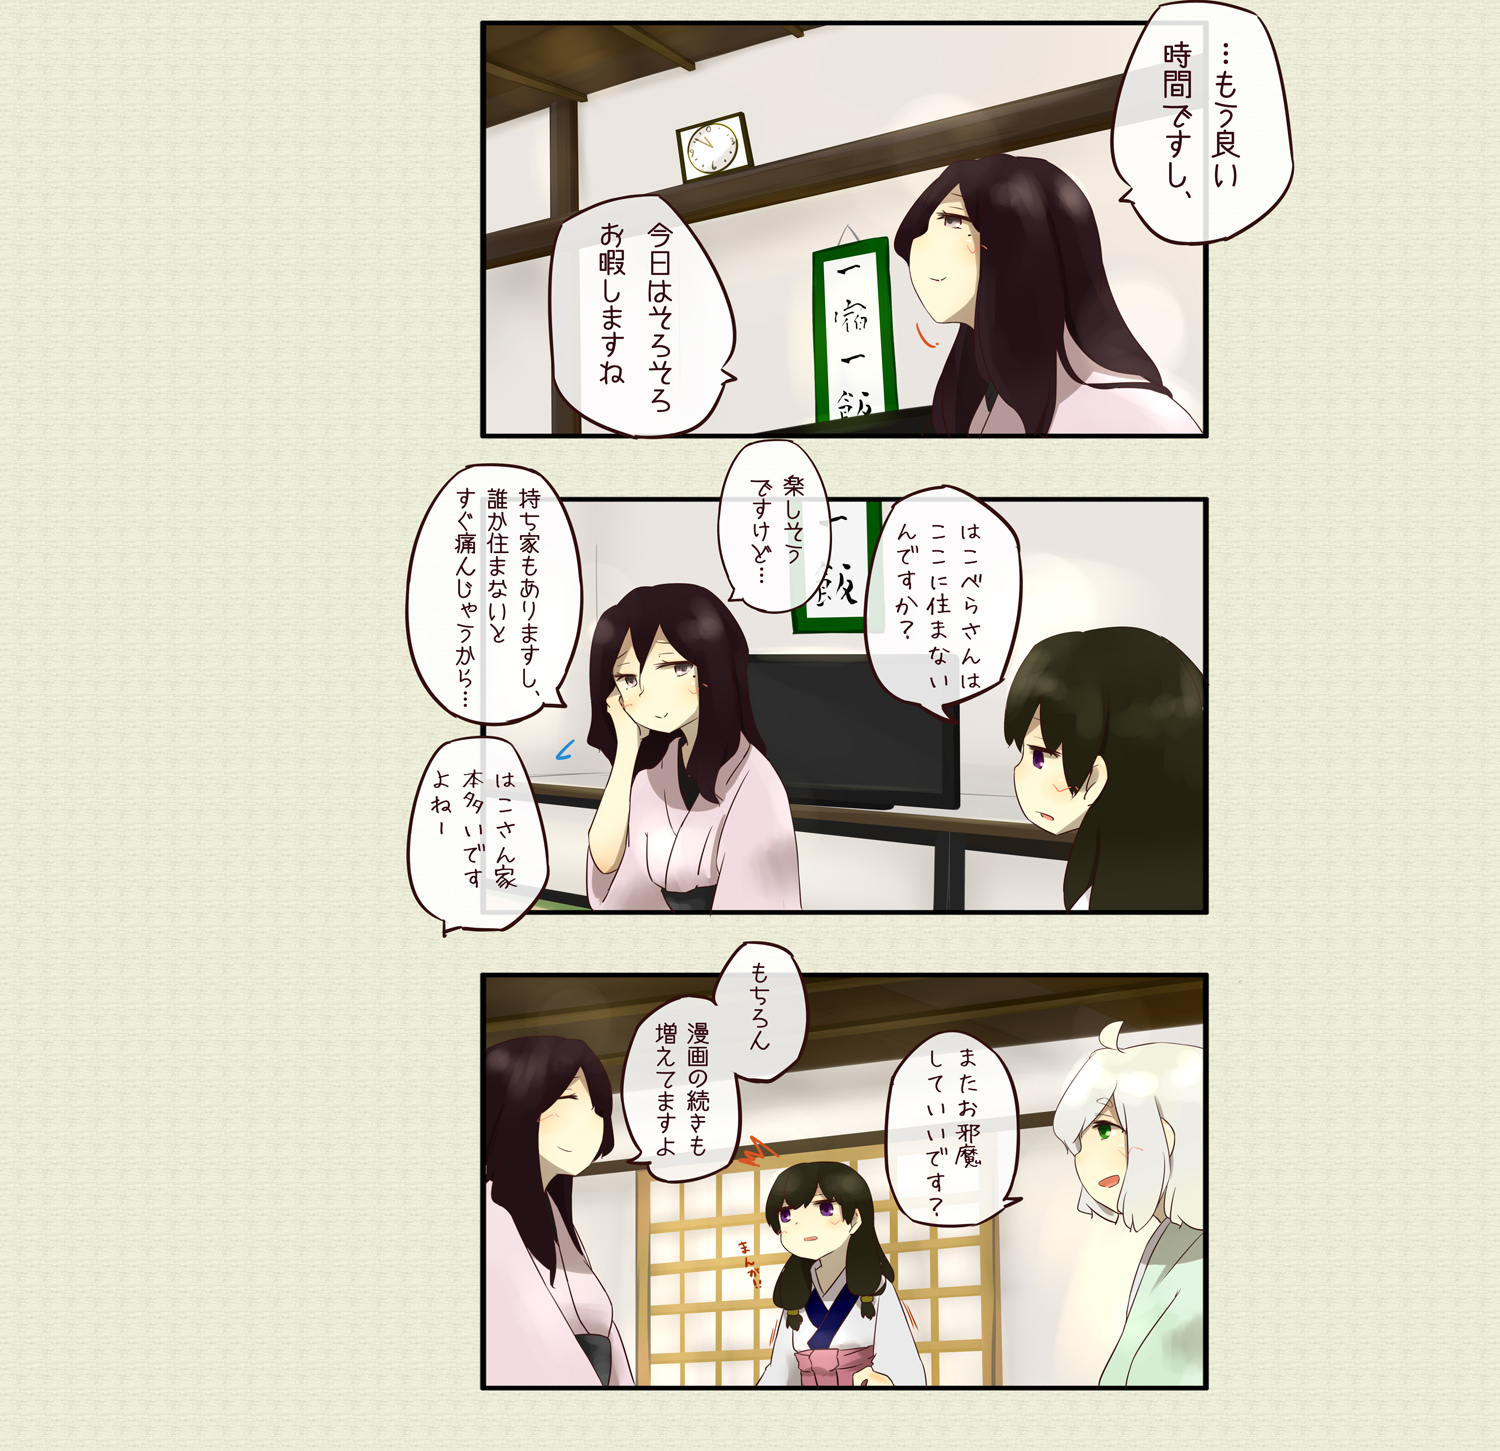 …もう良い
時間ですし、
今日はそろそろ
お暇しますね
一宿一飯
はこべらさんは
ここに住まない
んですか?
楽しそう
ですけど…
一飯
持ち家もありますし、
誰か住まないと
すぐ痛んじゃうから…
はこさん家
本多いです
よねー
またお邪魔
していいです?
もちろん
漫画の続きも
増えてますよ
まんが!!